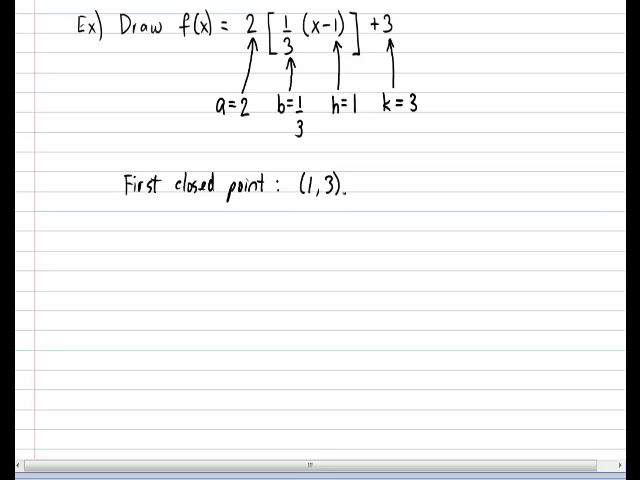 Ex) Draw f(x) = 2 [ 1/3 (x-1) ] + 3
a=2 b=1/3 h=1 k=3
First closed point : (1,3).